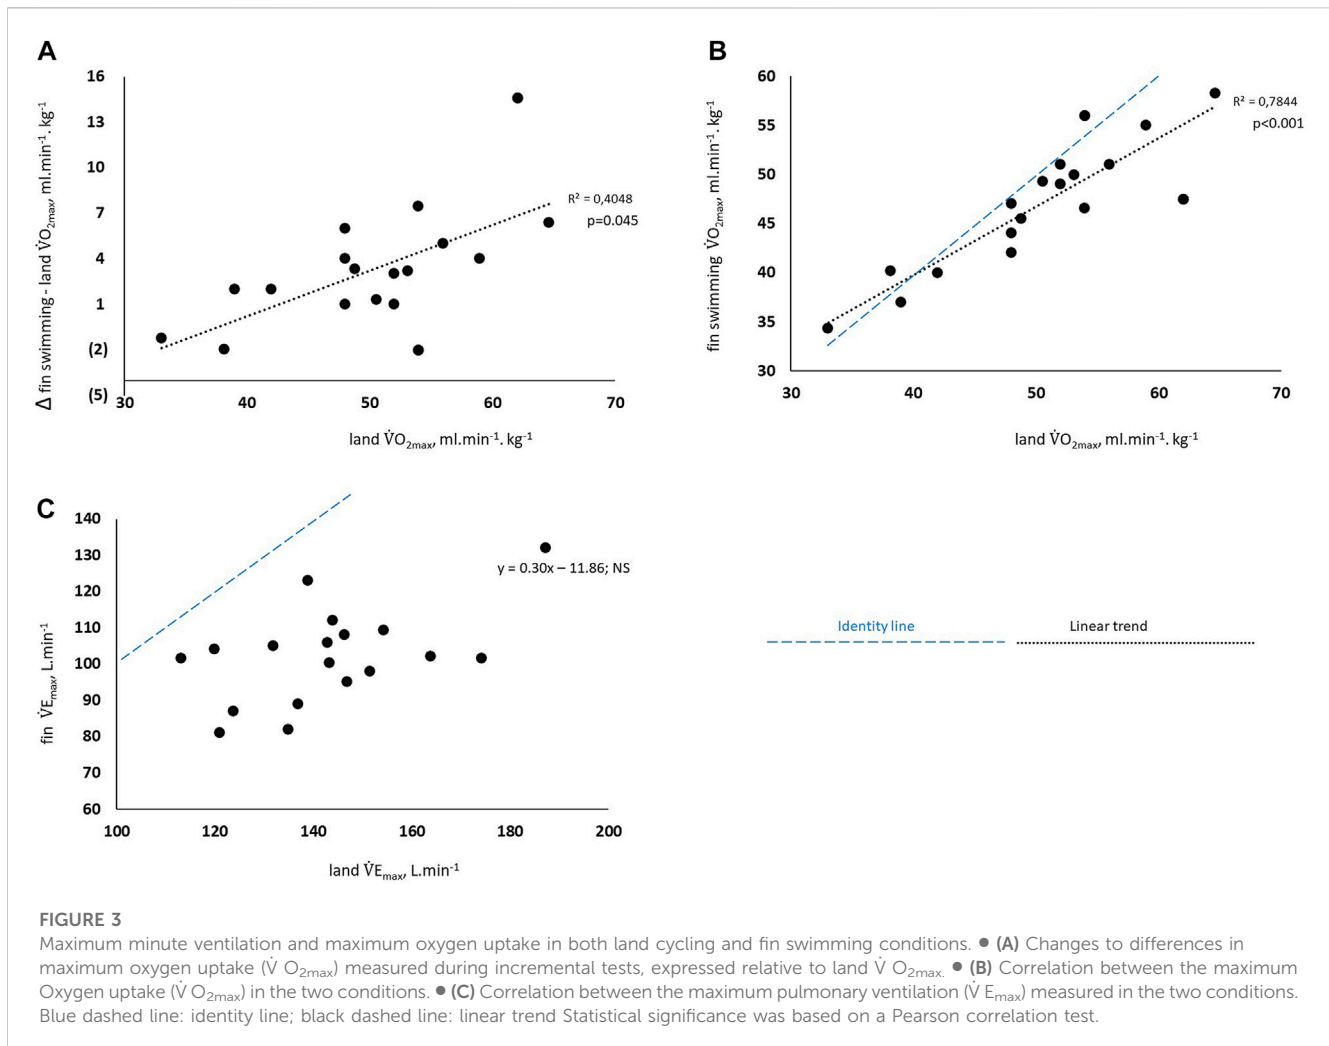 A
16
13
10
7
4
1
(2)
(5)
30 40 50 60 70
Δ fin swimming - land V̇O2max, ml.min-1. kg-1
land V̇O2max, ml.min-1. kg-1
R² = 0,4048
p=0.045
B
60
55
50
45
40
35
30
30 40 50 60 70
fin swimming V̇O2max, ml.min-1. kg-1
land V̇O2max, ml.min-1. kg-1
R² = 0,7844
p<0.001
C
140
130
120
110
100
90
80
70
60
100 120 140 160 180 200
fin V̇Emax, L.min-1
land V̇Emax, L.min-1
y = 0.30x – 11.86; NS
Identity line
Linear trend
FIGURE 3
Maximum minute ventilation and maximum oxygen uptake in both land cycling and fin swimming conditions. • (A) Changes to differences in
maximum oxygen uptake (V̇ O2max) measured during incremental tests, expressed relative to land V̇ O2max. • (B) Correlation between the maximum
Oxygen uptake (V̇ O2max) in the two conditions. • (C) Correlation between the maximum pulmonary ventilation (V̇ Emax) measured in the two conditions.
Blue dashed line: identity line; black dashed line: linear trend Statistical significance was based on a Pearson correlation test.